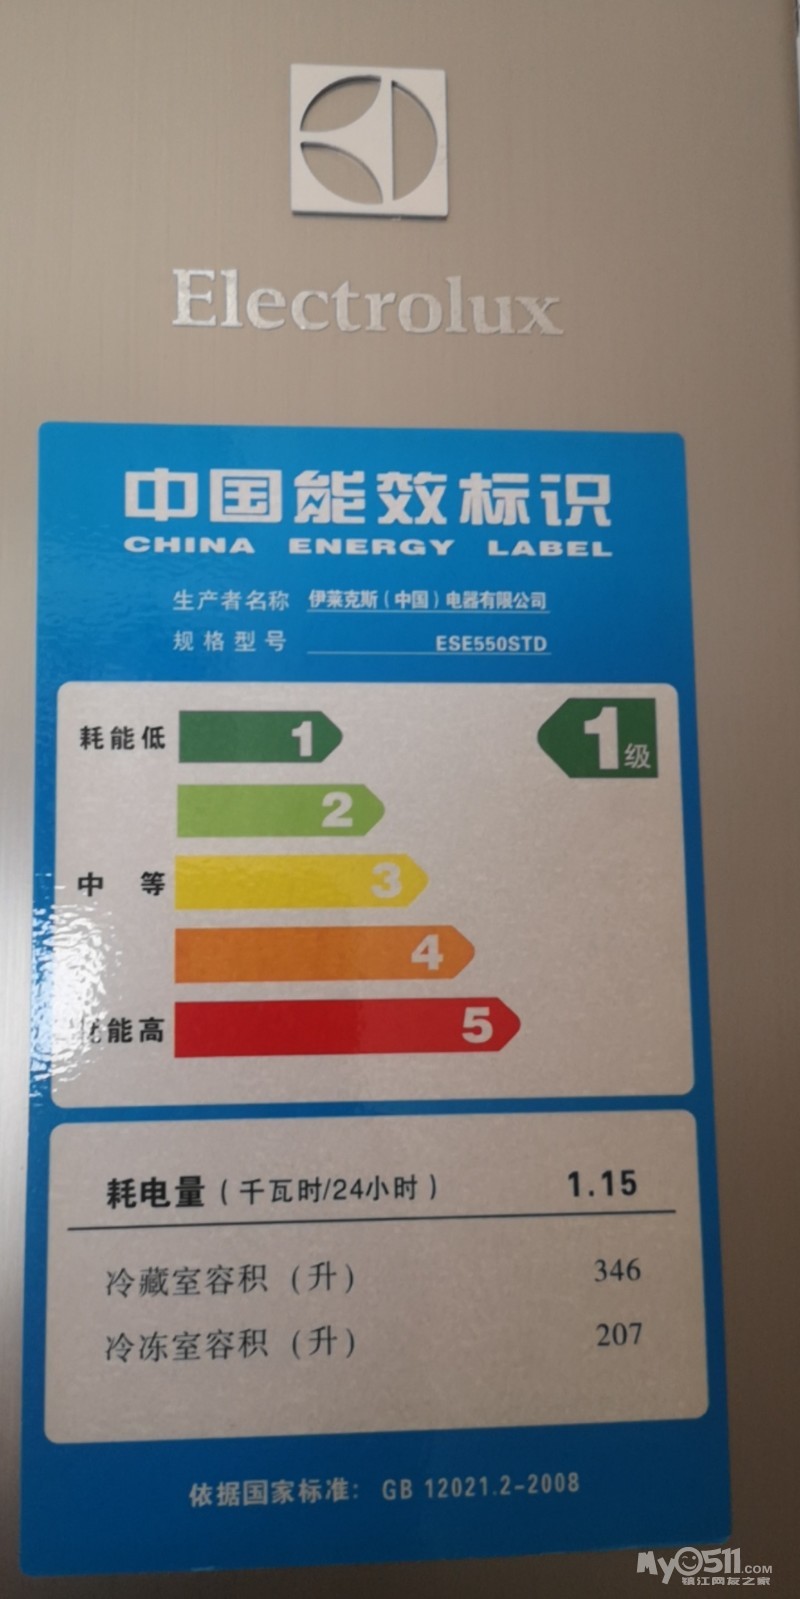 Electrolux
中国能效标识
CHINA ENERGY LABEL
生产者名称 伊莱克斯(中国)电器有限公司
规格型号 ESE550STD
耗能低 1 1级
2
中 等 3
4
耗能高 5
耗电量(千瓦时/24小时) 1.15
冷藏室容积 (升) 346
冷冻室容积 (升) 207
依据国家标准: GB 12021.2-2008
My0511.COM
镇江网友之家